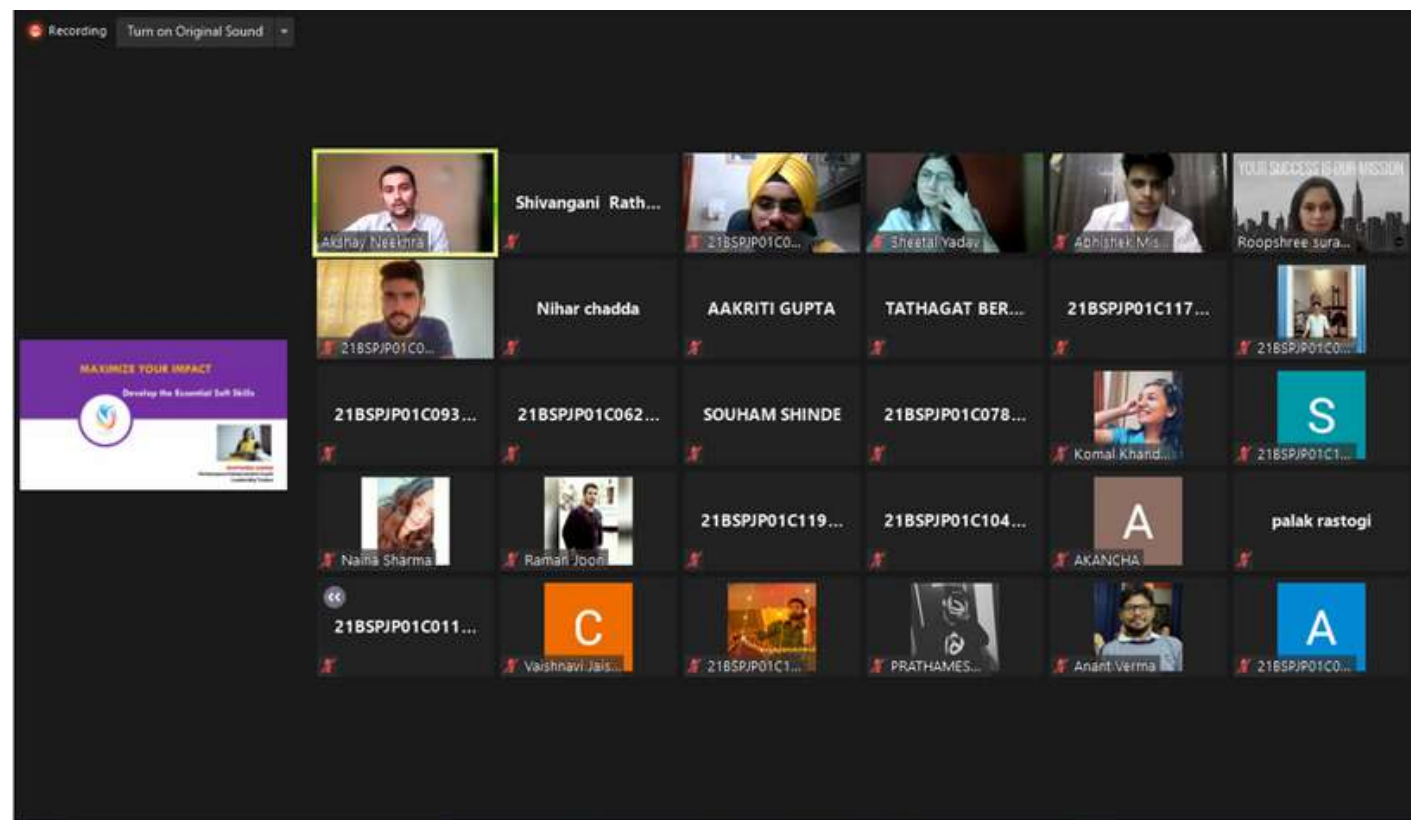 Recording Turn on Original Sound
Akshay Neekhra
Shivangani Rath...
21BSPJP01C0...
Sheetal Yadav
Abhishek Mis...
YOUR SUCCESS IS OUR MISSION
Roopshree sura...
21BSPJP01C0...
Nihar chadda
AAKRITI GUPTA
TATHAGAT BER...
21BSPJP01C117...
21BSPJP01C0...
MAXIMIZE YOUR IMPACT
Develop the Essential Soft Skills
Leadership Trainer
21BSPJP01C093...
21BSPJP01C062...
SOUHAM SHINDE
21BSPJP01C078...
Komal Khand...
S
21BSPJP01C1...
Naina Sharma
Raman Joon
21BSPJP01C119...
21BSPJP01C104...
A
AKANCHA
palak rastogi
21BSPJP01C011...
C
Vaishnavi Jais...
21BSPJP01C1...
PRATHAMES...
Anant Verma
A
21BSPJP01C0...